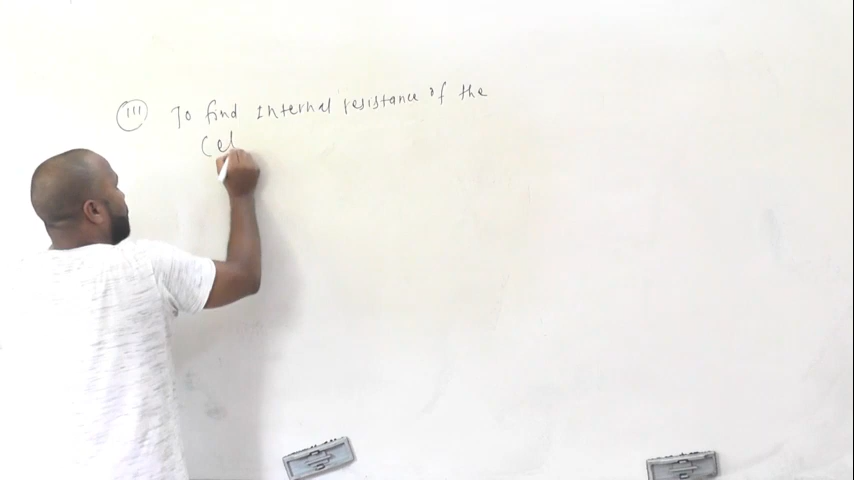 (III) To find Internal resistance of the
Cel